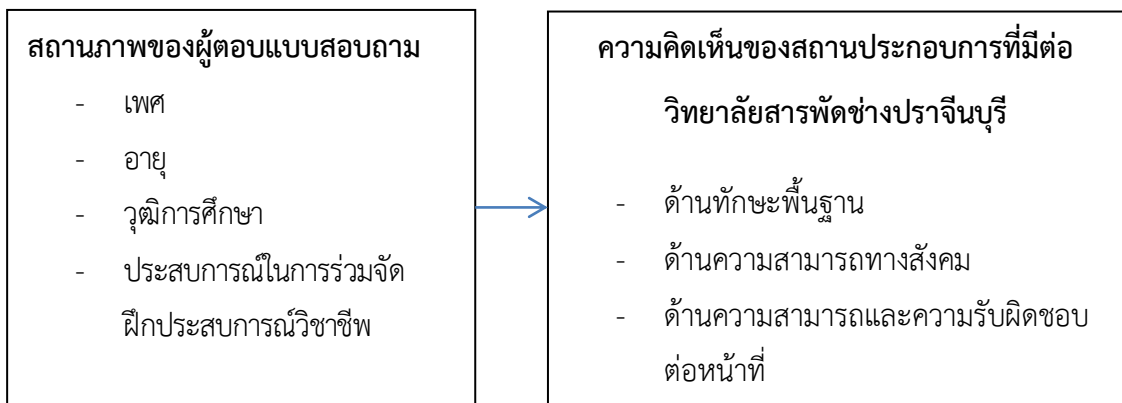 สถานภาพของผู้ตอบแบบสอบถาม
- เพศ
- อายุ
- วุฒิการศึกษา
- ประสบการณ์ในการร่วมจัด
ฝึกประสบการณ์วิชาชีพ
ความคิดเห็นของสถานประกอบการที่มีต่อ
วิทยาลัยสารพัดช่างปราจีนบุรี
- ด้านทักษะพื้นฐาน
- ด้านความสามารถทางสังคม
- ด้านความสามารถและความรับผิดชอบ
ต่อหน้าที่